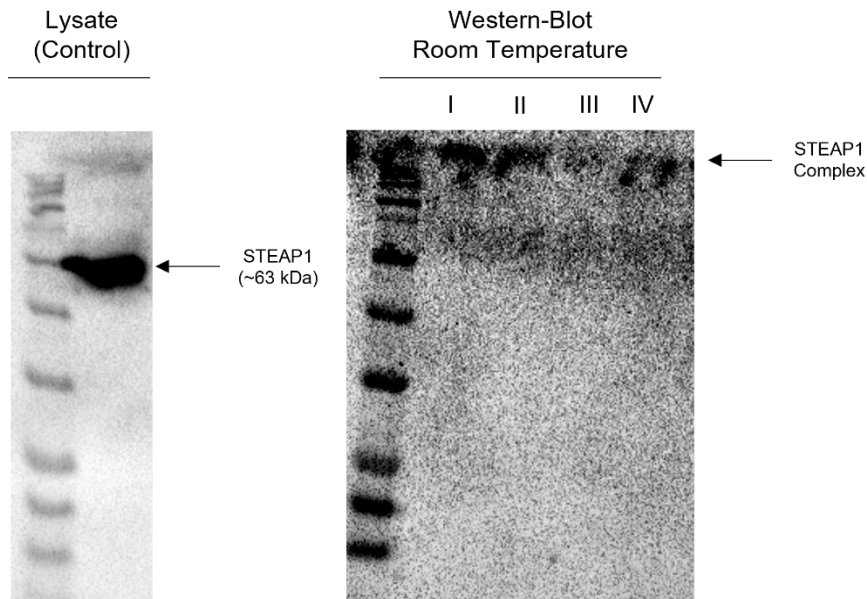 Lysate
(Control)
Western-Blot
Room Temperature
I II III IV
STEAP1
(~63 kDa)
STEAP1
Complex